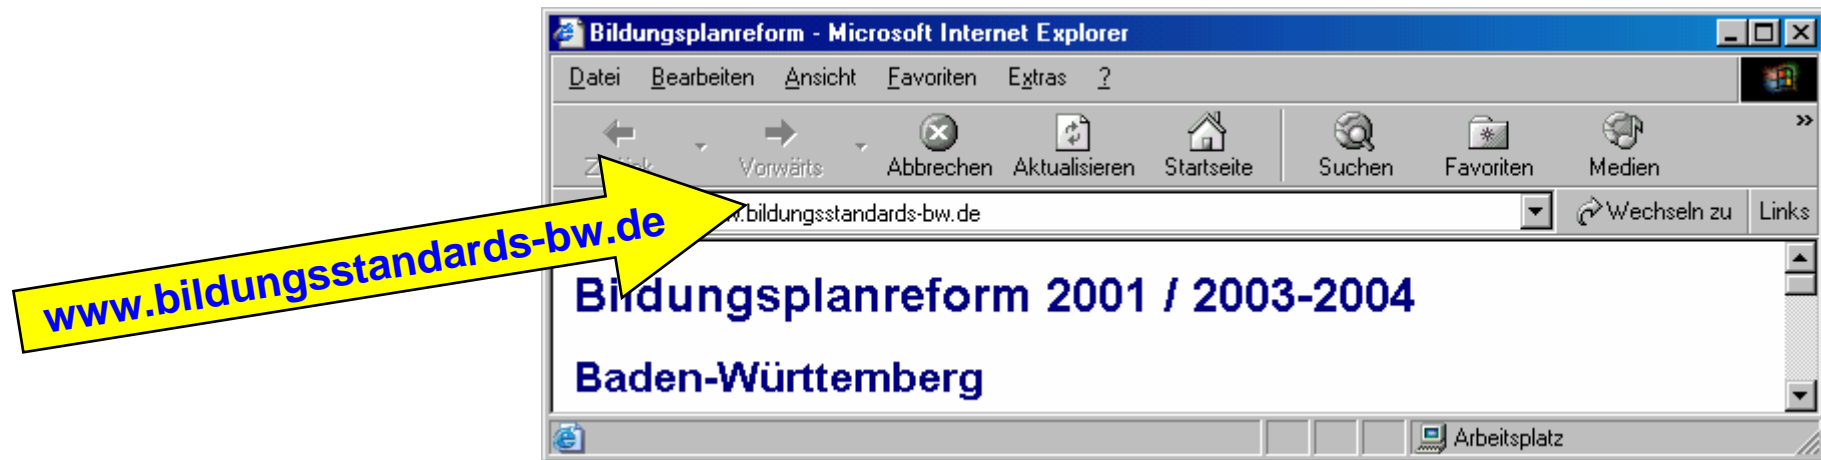 Bildungsplanreform - Microsoft Internet Explorer
Datei Bearbeiten Ansicht Favoriten Extras ?
Vorwärts Abbrechen Aktualisieren Startseite Suchen Favoriten Medien »
.bildungsstandards-bw.de Wechseln zu Links
www.bildungsstandards-bw.de
Bildungsplanreform 2001 / 2003-2004
Baden-Württemberg
Arbeitsplatz